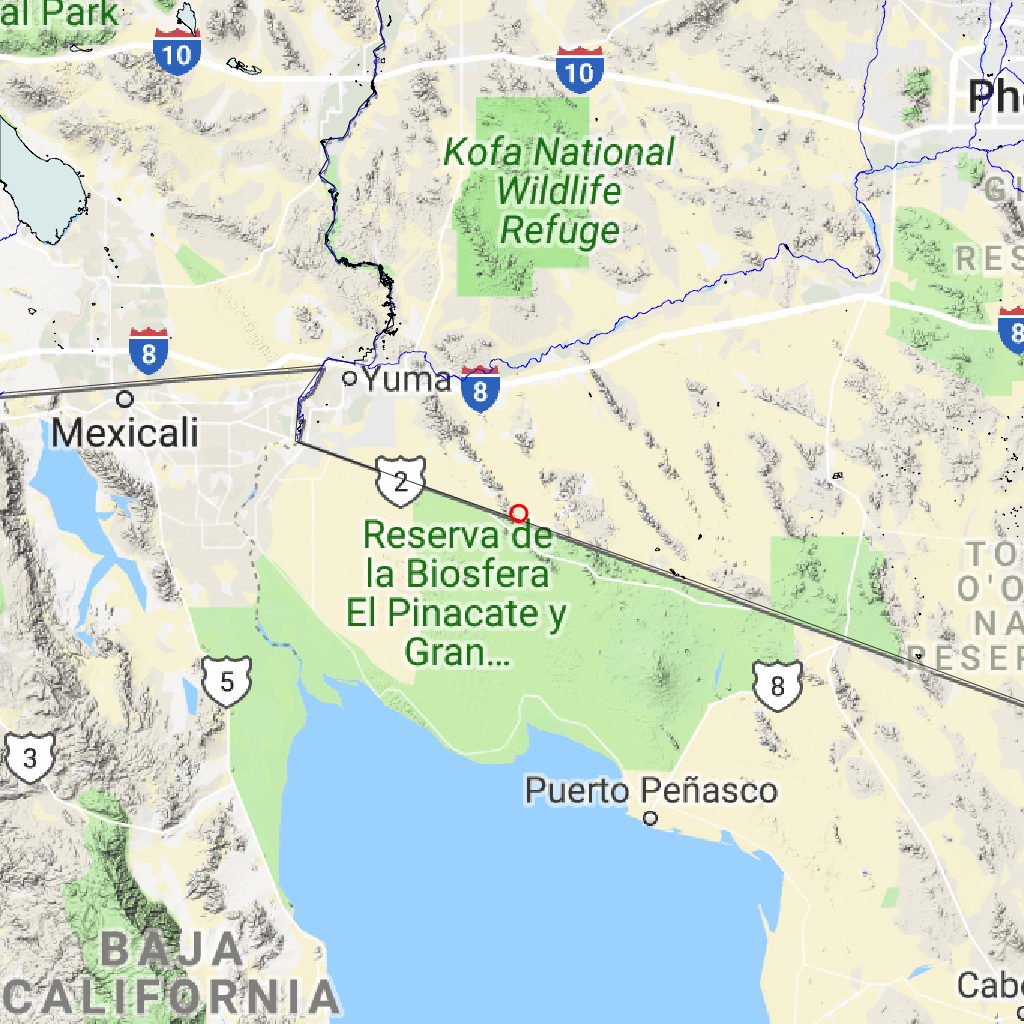 al Park
10
10
Ph
Kofa National
Wildlife
Refuge
G
RES
8
8
Yuma
8
Mexicali
2
Reserva de
la Biosfera
El Pinacate y
Gran...
TO
O'O
NA
RESER
5
8
3
Puerto Peñasco
BAJA
CALIFORNIA
Cabo